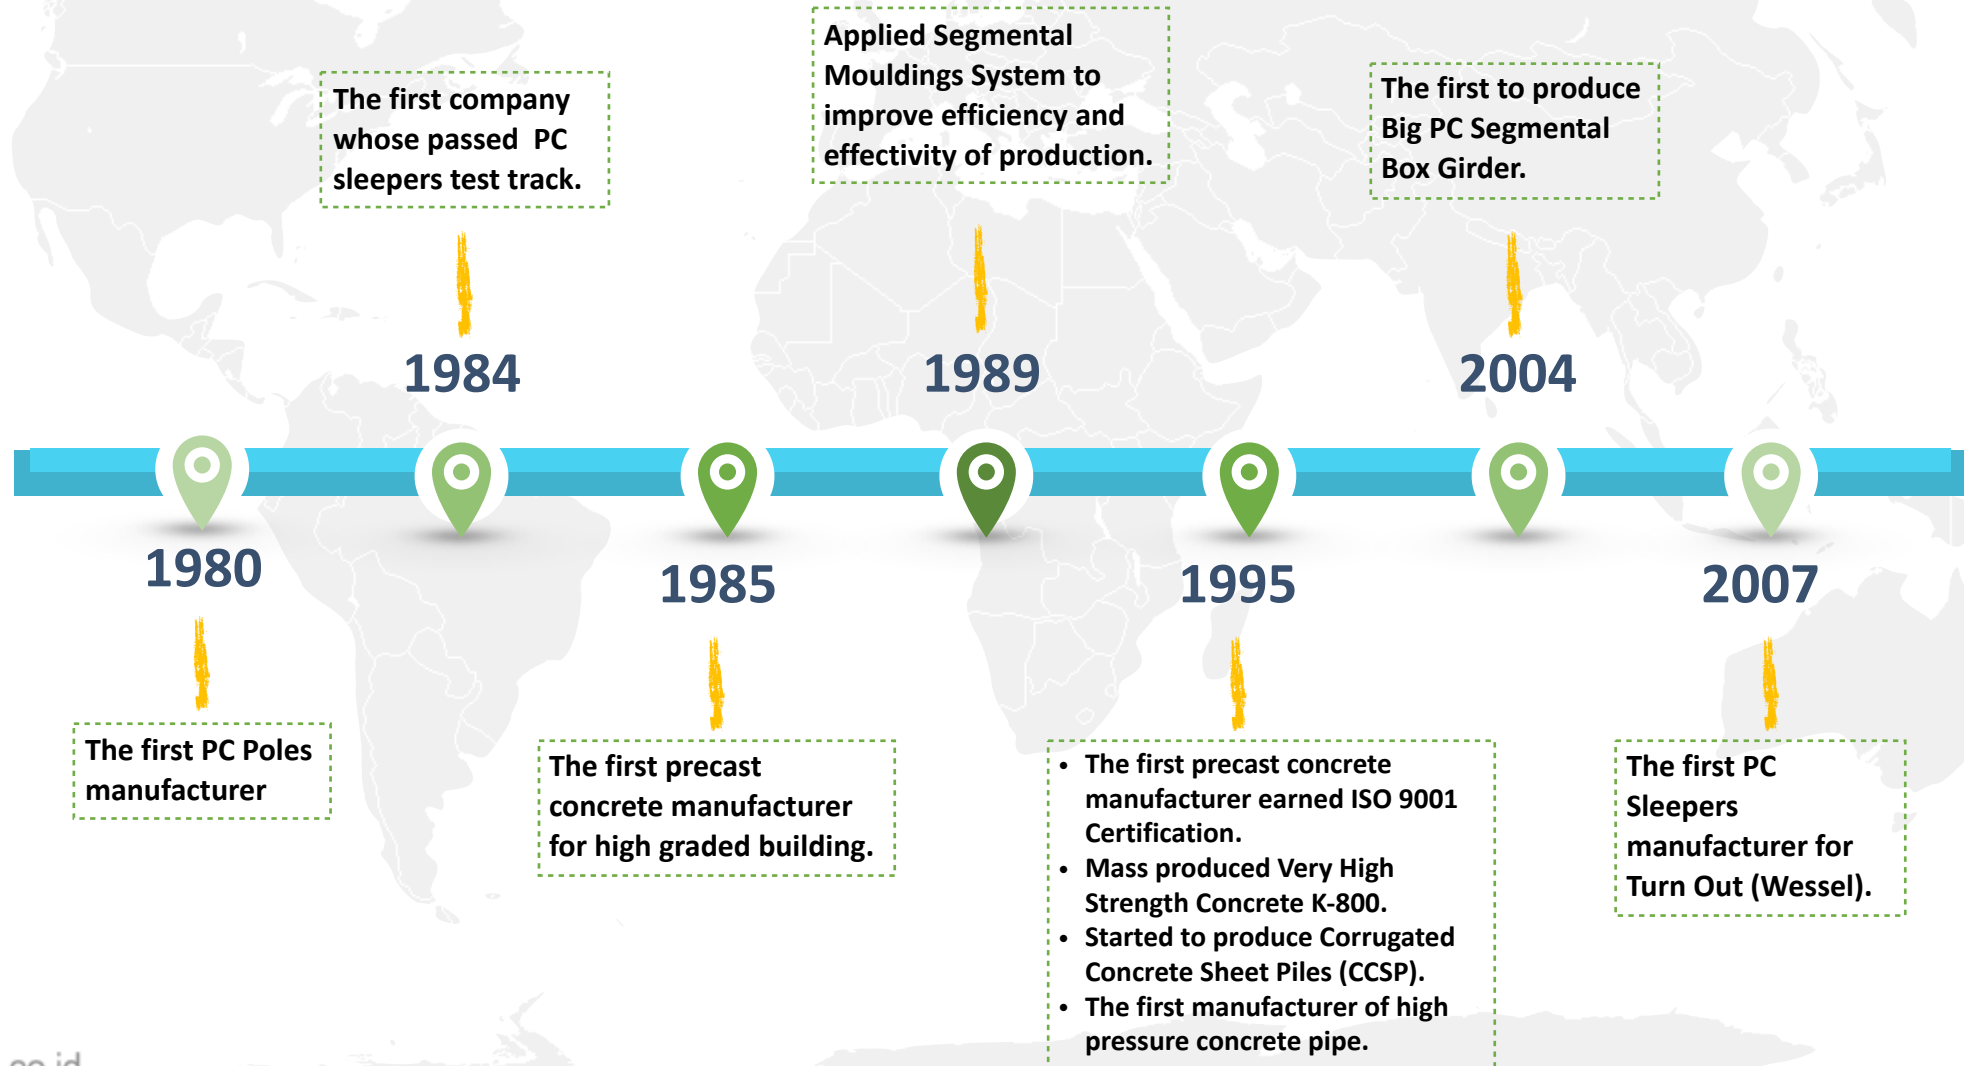 1980
The first PC Poles
manufacturer
The first company
whose passed  PC
sleepers test track.
1984
1985
The first precast
concrete manufacturer
for high graded building.
Applied Segmental
Mouldings System to
improve efficiency and
effectivity of production.
1989
1995
• The first precast concrete
manufacturer earned ISO 9001
Certification.
• Mass produced Very High
Strength Concrete K-800.
• Started to produce Corrugated
Concrete Sheet Piles (CCSP).
• The first manufacturer of high
pressure concrete pipe.
The first to produce
Big PC Segmental
Box Girder.
2004
2007
The first PC
Sleepers
manufacturer for
Turn Out (Wessel).